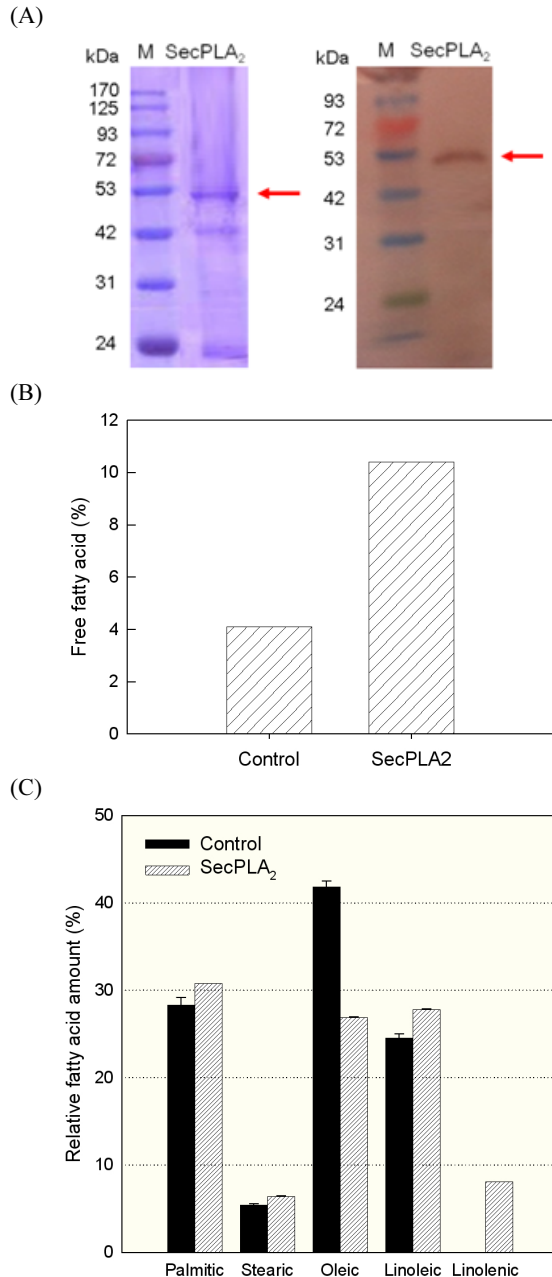 (A)
kDa M SecPLA2
170
125
93
72
53
42
31
24
kDa M SecPLA2
93
72
53
42
31
24
(B)
12
10
8
6
4
2
0
Free fatty acid (%)
Control SecPLA2
(C)
50
40
30
20
10
0
Relative fatty acid amount (%)
Control
SecPLA2
Palmitic Stearic Oleic Linoleic Linolenic